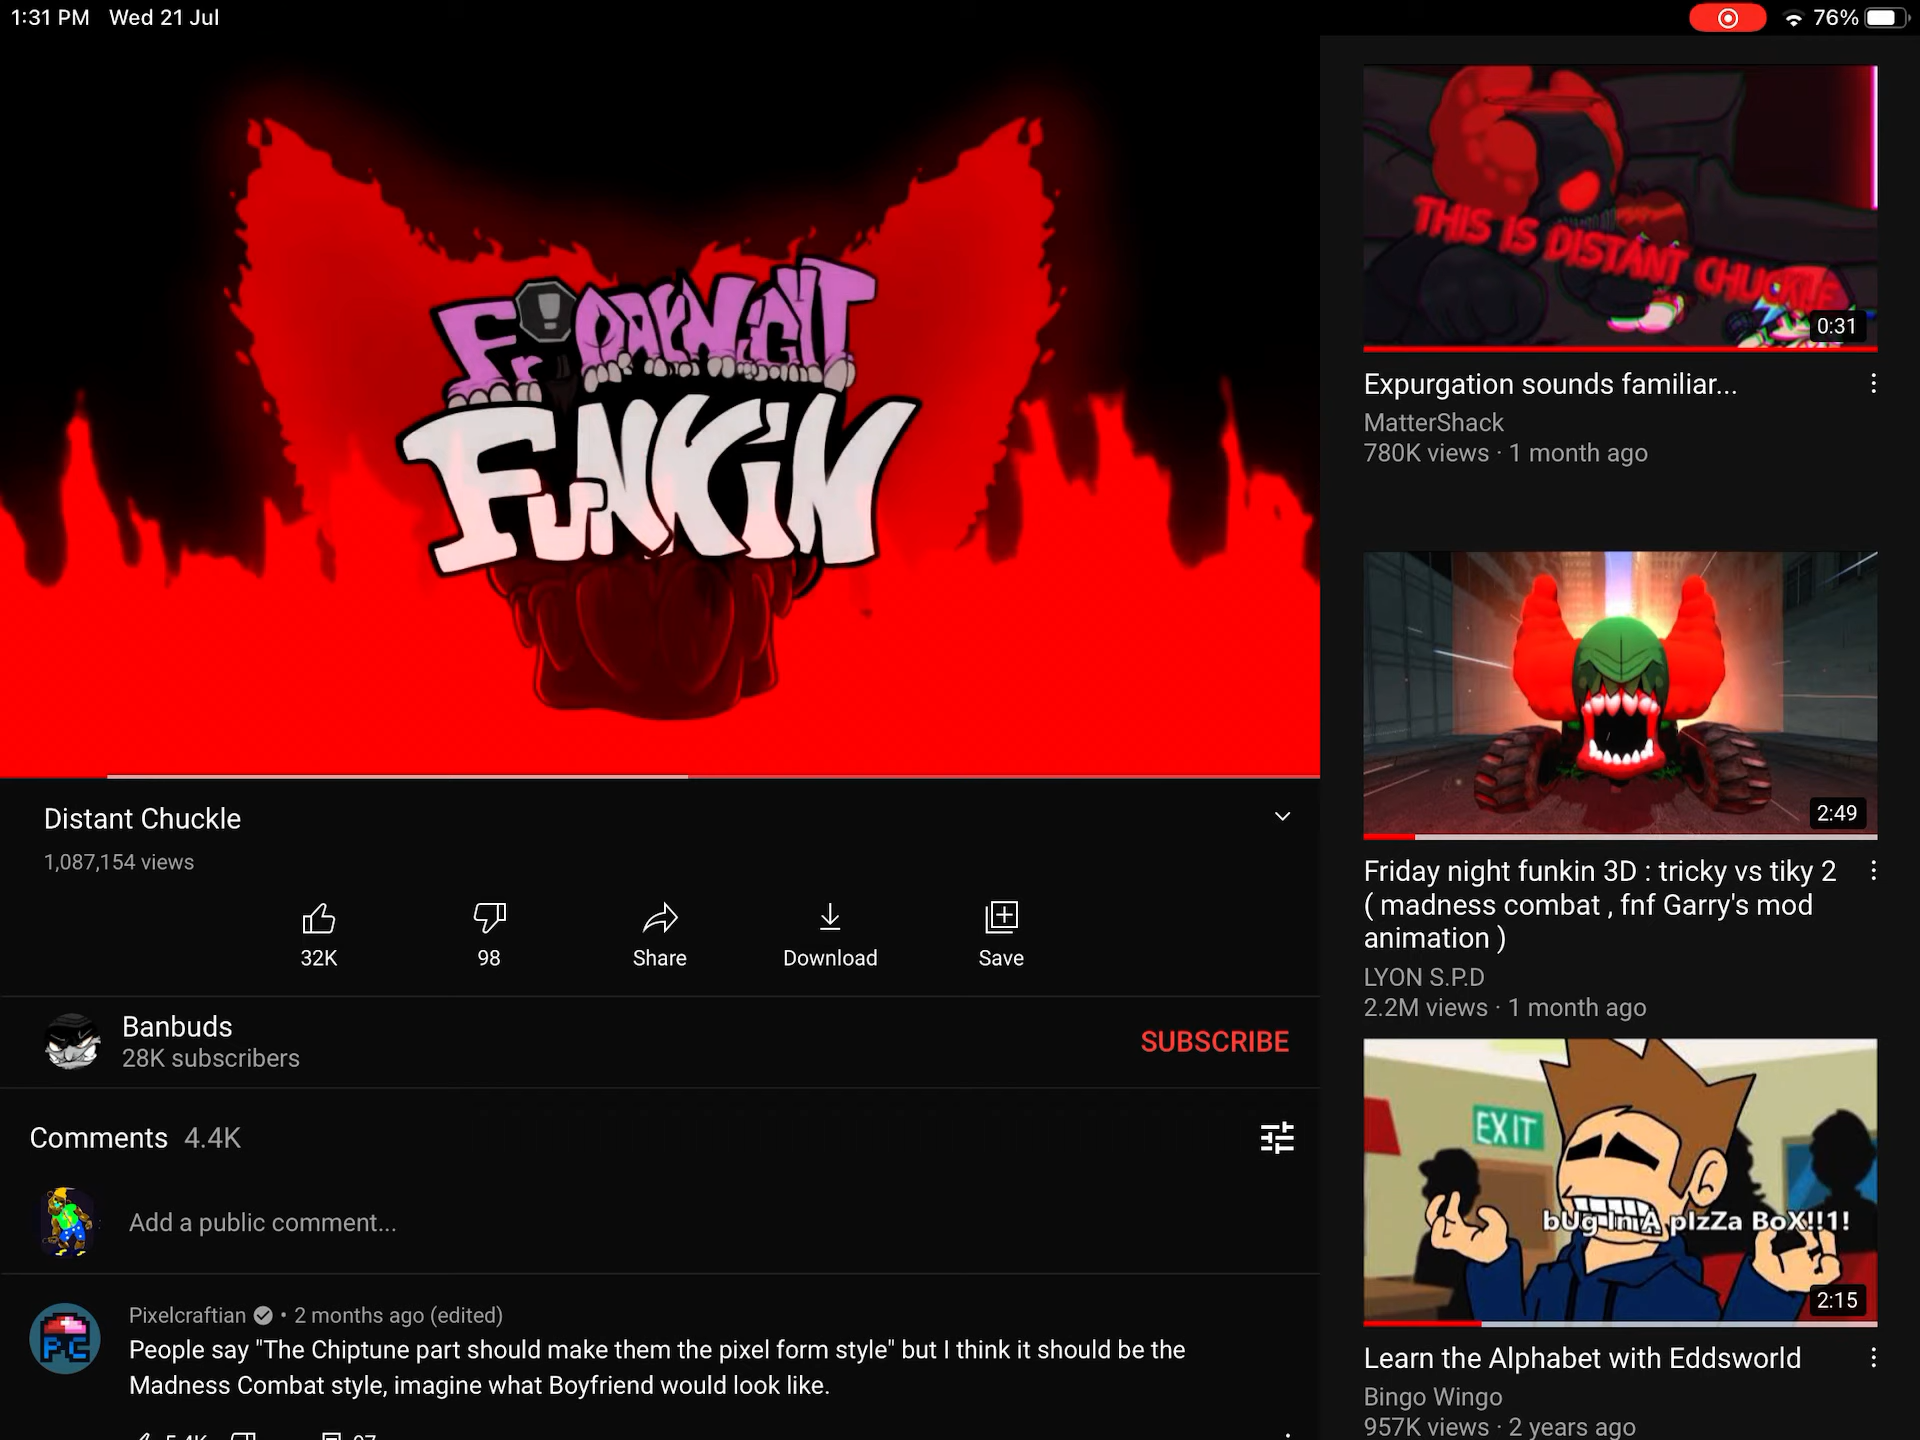 1:31 PM Wed 21 Jul
76%
FriDAY NiGHT
FUNKiN
Distant Chuckle
1,087,154 views
32K
98
Share
Download
Save
Banbuds
28K subscribers
SUBSCRIBE
Comments 4.4K
Add a public comment...
Pixelcraftian • 2 months ago (edited)
People say "The Chiptune part should make them the pixel form style" but I think it should be the
Madness Combat style, imagine what Boyfriend would look like.
PC
THIS IS DISTANT CHUCKLE
0:31
Expurgation sounds familiar...
MatterShack
780K views · 1 month ago
2:49
Friday night funkin 3D : tricky vs tiky 2
( madness combat , fnf Garry's mod
animation )
LYON S.P.D
2.2M views · 1 month ago
EXIT
bUg In A pIzZa BoX!!1!
2:15
Learn the Alphabet with Eddsworld
Bingo Wingo
957K views · 2 years ago